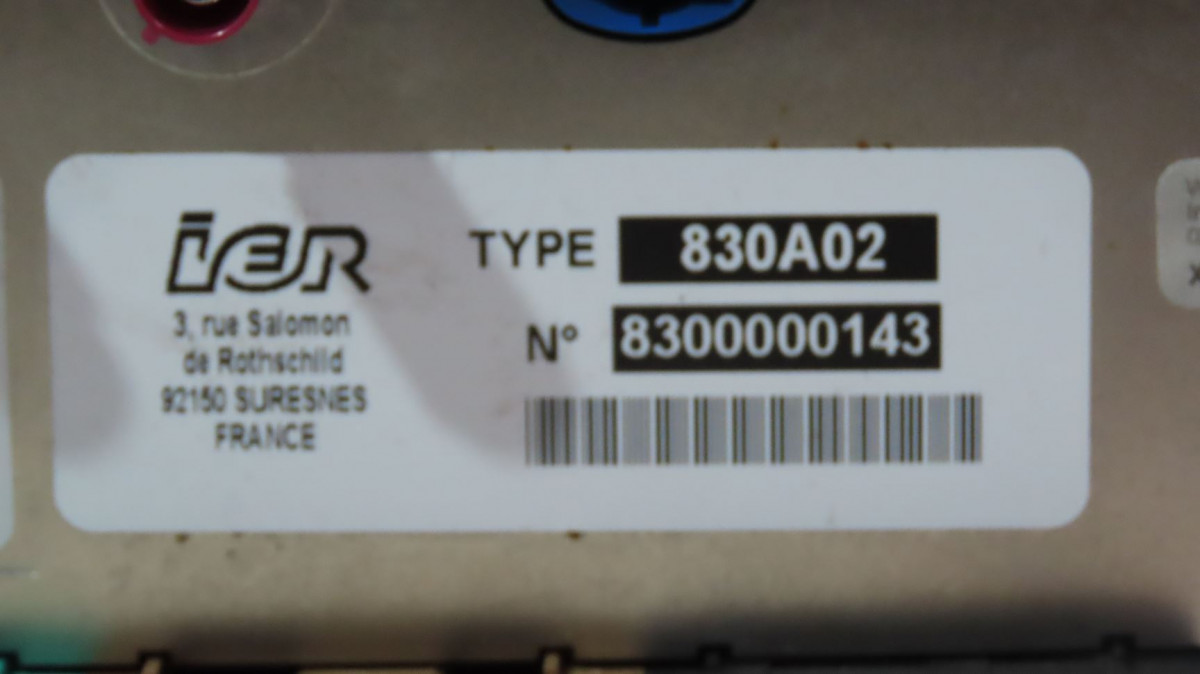 IER
3, rue Salomon
de Rothschild
92150 SURESNES
FRANCE
TYPE 830A02
N° 8300000143